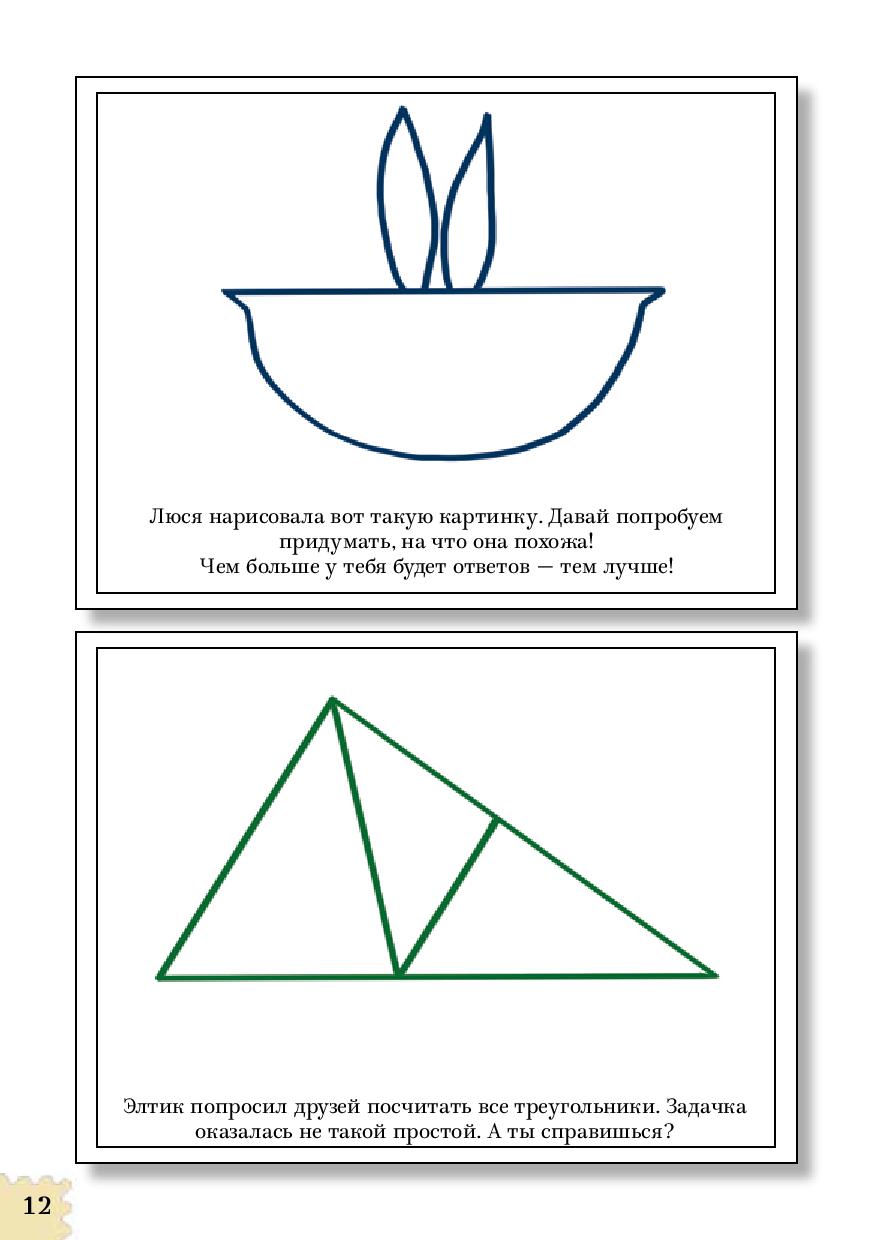 Люся нарисовала вот такую картинку. Давай попробуем
придумать, на что она похожа!
Чем больше у тебя будет ответов — тем лучше!
Элтик попросил друзей посчитать все треугольники. Задачка
оказалась не такой простой. А ты справишься?
12